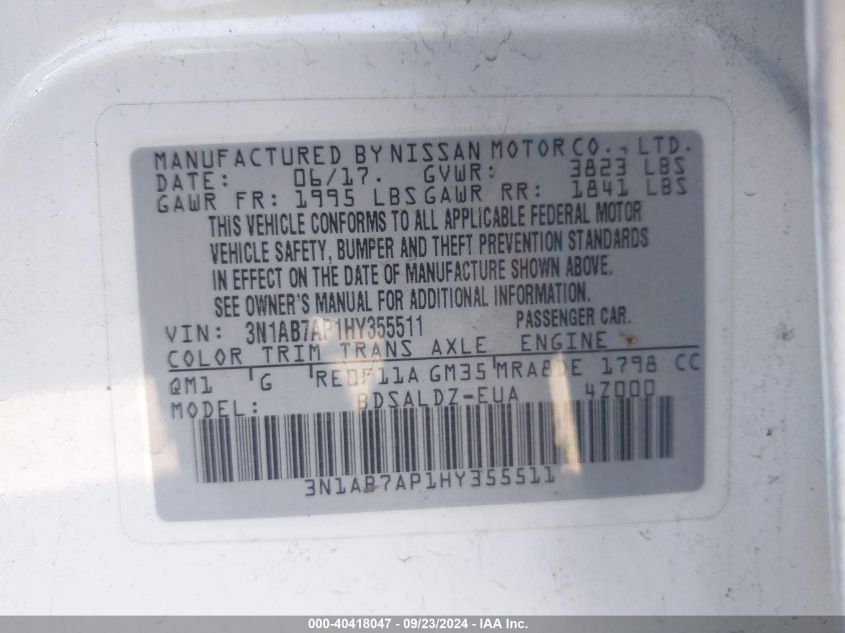 MANUFACTURED BY NISSAN MOTOR CO., LTD.
DATE: 06/17. GVWR: 3823 LBS
GAWR FR: 1995 LBS GAWR RR: 1841 LBS
THIS VEHICLE CONFORMS TO ALL APPLICABLE FEDERAL MOTOR
VEHICLE SAFETY, BUMPER AND THEFT PREVENTION STANDARDS
IN EFFECT ON THE DATE OF MANUFACTURE SHOWN ABOVE.
SEE OWNER'S MANUAL FOR ADDITIONAL INFORMATION.
VIN: 3N1AB7AP1HY355511 PASSENGER CAR.
COLOR TRIM TRANS AXLE ENGINE
QM1 G RE0F11A GM35 MRA8DE 1798 CC
MODEL: BDSALDZ-EUA 4Z000
3N1AB7AP1HY355511
000-40418047 - 09/23/2024 - IAA Inc.